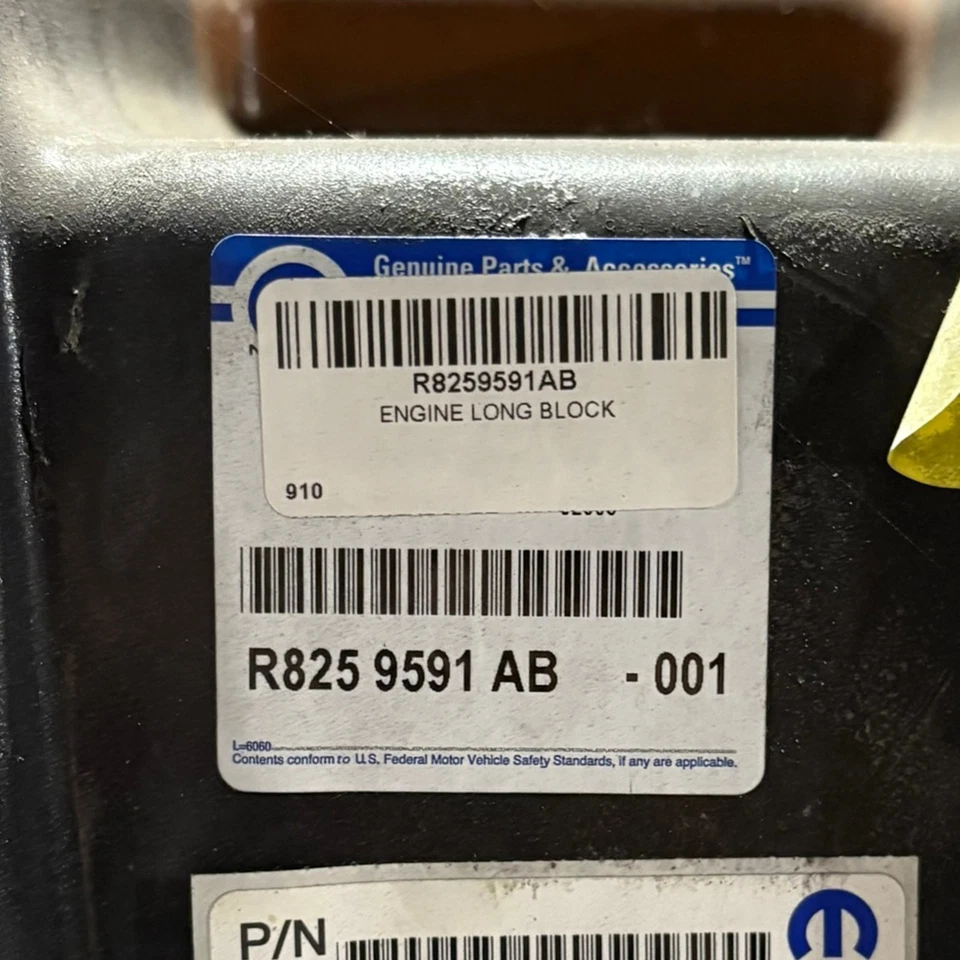 Genuine Parts & Accessories™
R8259591AB
ENGINE LONG BLOCK
910
R825 9591 AB - 001
L=6060
Contents conform to U.S. Federal Motor Vehicle Safety Standards, if any are applicable.
P/N